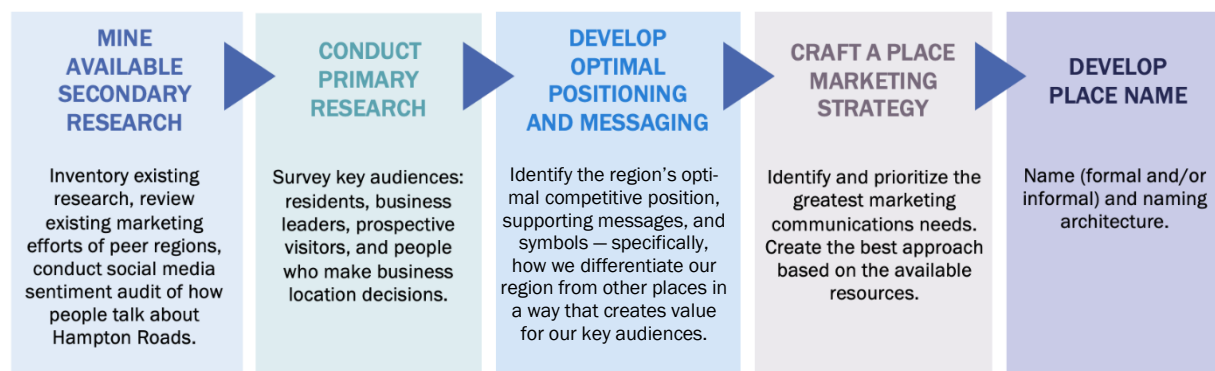 MINE
AVAILABLE
SECONDARY
RESEARCH
Inventory existing
research, review
existing marketing
efforts of peer regions,
conduct social media
sentiment audit of how
people talk about
Hampton Roads.
CONDUCT
PRIMARY
RESEARCH
Survey key audiences:
residents, business
leaders, prospective
visitors, and people
who make business
location decisions.
DEVELOP
OPTIMAL
POSITIONING
AND MESSAGING
Identify the region’s opti-
mal competitive position,
supporting messages, and
symbols — specifically,
how we differentiate our
region from other places in
a way that creates value
for our key audiences.
CRAFT A PLACE
MARKETING
STRATEGY
Identify and prioritize the
greatest marketing
communications needs.
Create the best approach
based on the available
resources.
DEVELOP
PLACE NAME
Name (formal and/or
informal) and naming
architecture.